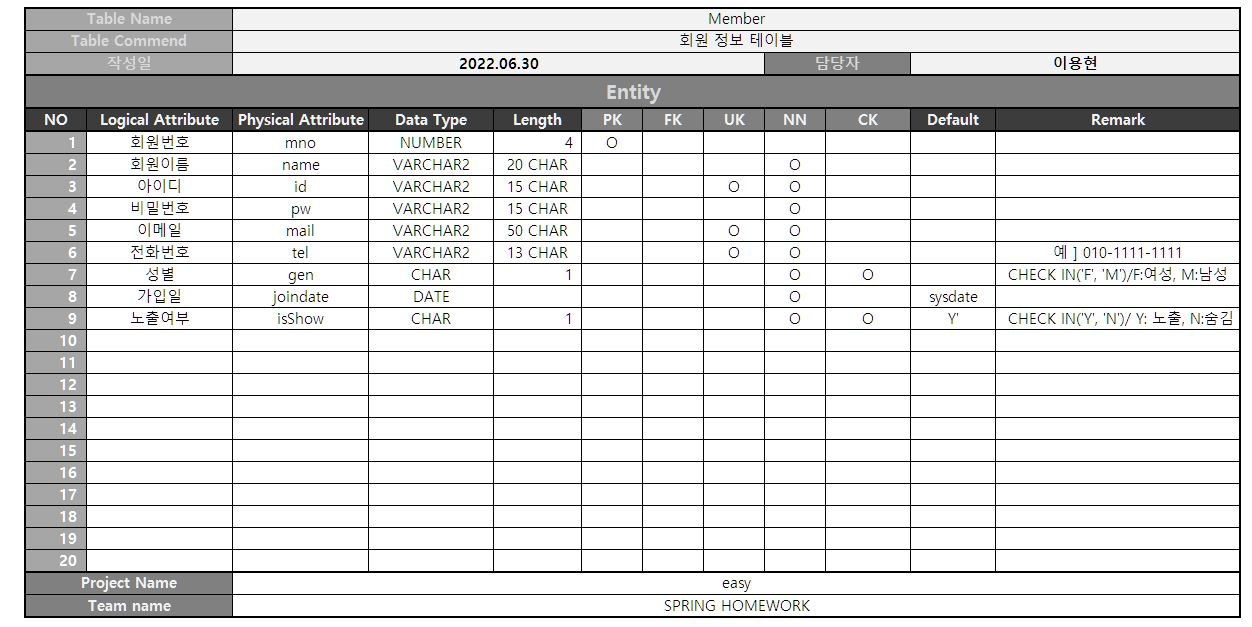 Table Name Member
Table Commend 회원 정보 테이블
작성일 2022.06.30 담당자 이용현
Entity
NO Logical Attribute Physical Attribute Data Type Length PK FK UK NN CK Default Remark
1 회원번호 mno NUMBER 4 O
2 회원이름 name VARCHAR2 20 CHAR O
3 아이디 id VARCHAR2 15 CHAR O O
4 비밀번호 pw VARCHAR2 15 CHAR O
5 이메일 mail VARCHAR2 50 CHAR O O
6 전화번호 tel VARCHAR2 13 CHAR O O 예 ] 010-1111-1111
7 성별 gen CHAR 1 O O CHECK IN('F', 'M')/F:여성, M:남성
8 가입일 joindate DATE O sysdate
9 노출여부 isShow CHAR 1 O O Y' CHECK IN('Y', 'N')/ Y: 노출, N:숨김
10
11
12
13
14
15
16
17
18
19
20
Project Name easy
Team name SPRING HOMEWORK